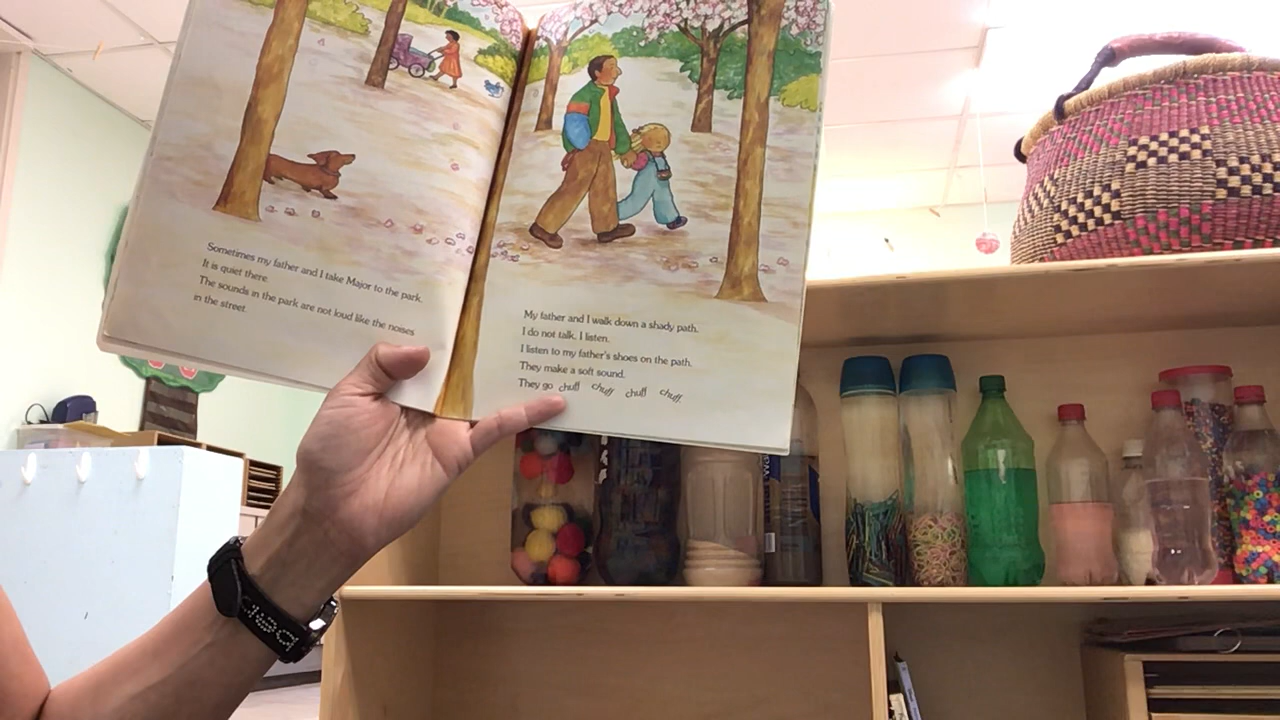 Sometimes my father and I take Major to the park.
It is quiet there.
The sounds in the park are not loud like the noises
in the street.
My father and I walk down a shady path.
I do not talk. I listen.
I listen to my father's shoes on the path.
They make a soft sound.
They go chuff chuff chuff chuff.